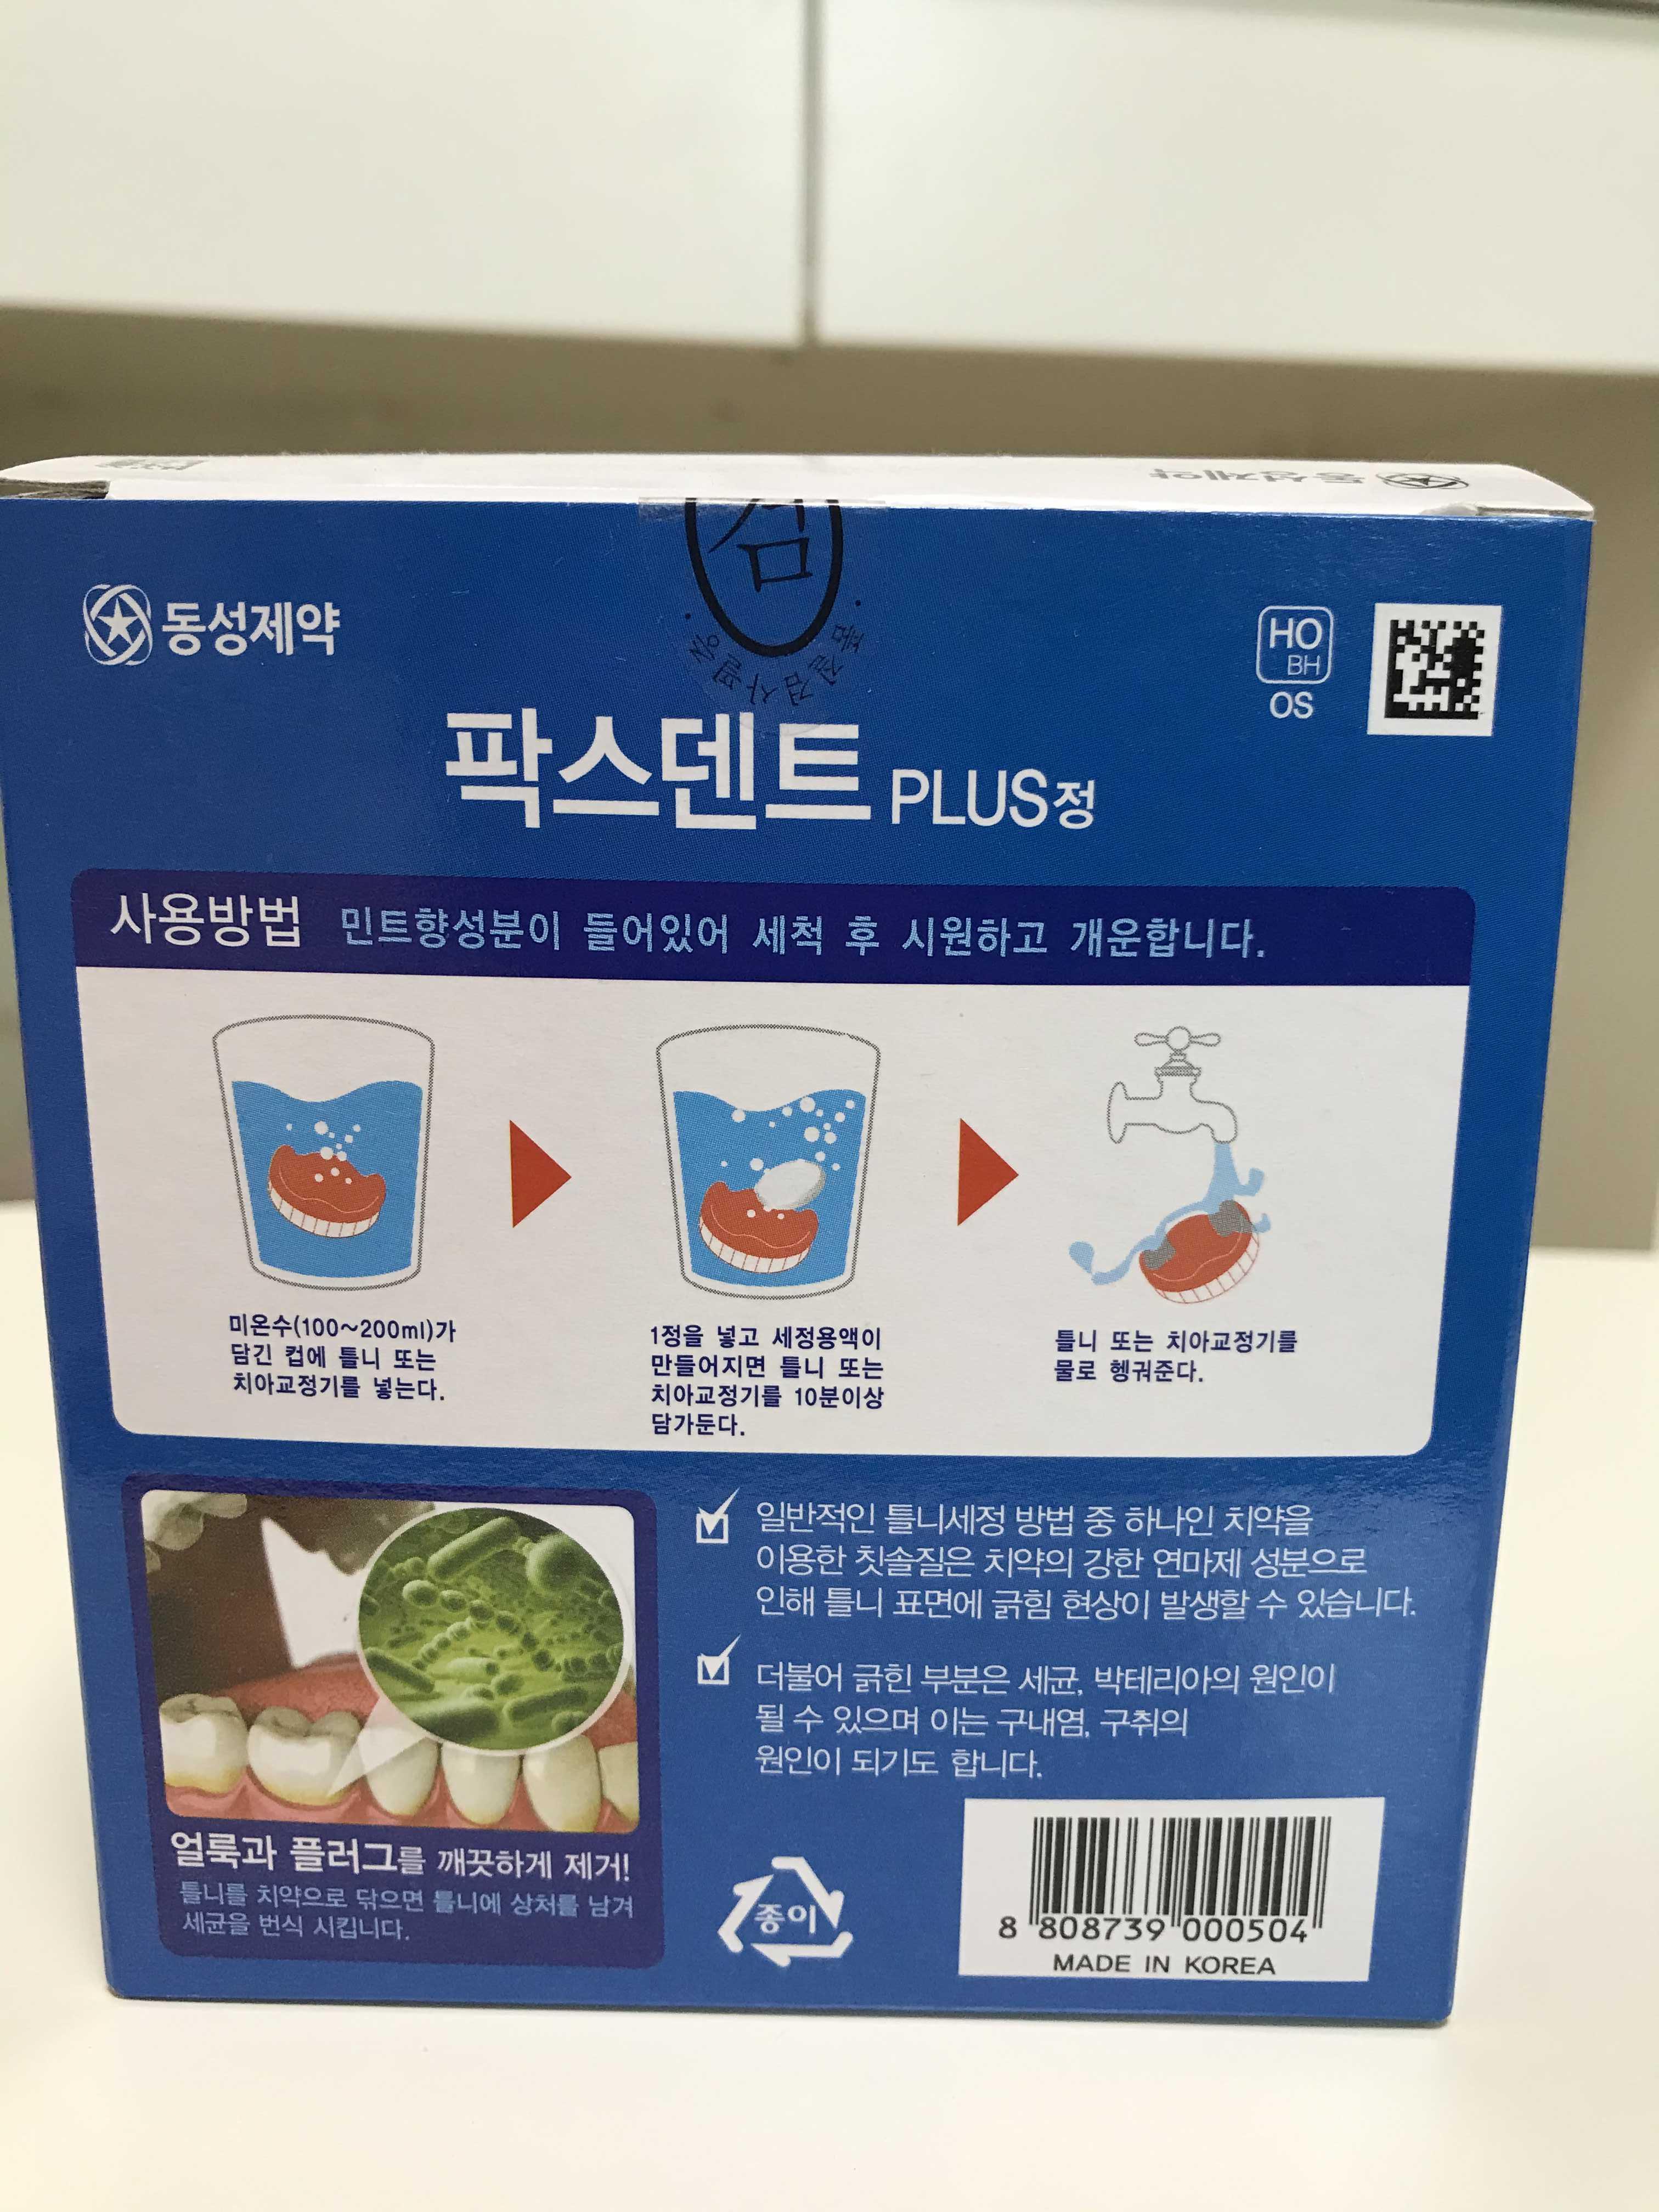 동성제약
동성제약
HO
BH
OS
팍스덴트 PLUS정
사용방법 민트향성분이 들어있어 세척 후 시원하고 개운합니다.
미온수(100~200ml)가
담긴 컵에 틀니 또는
치아교정기를 넣는다.
1정을 넣고 세정용액이
만들어지면 틀니 또는
치아교정기를 10분이상
담가둔다.
틀니 또는 치아교정기를
물로 헹궈준다.
일반적인 틀니세정 방법 중 하나인 치약을
이용한 칫솔질은 치약의 강한 연마제 성분으로
인해 틀니 표면에 긁힘 현상이 발생할 수 있습니다.
더불어 긁힌 부분은 세균, 박테리아의 원인이
될 수 있으며 이는 구내염, 구취의
원인이 되기도 합니다.
얼룩과 플러그를 깨끗하게 제거!
틀니를 치약으로 닦으면 틀니에 상처를 남겨
세균을 번식 시킵니다.
종이
8 808739 000504
MADE IN KOREA